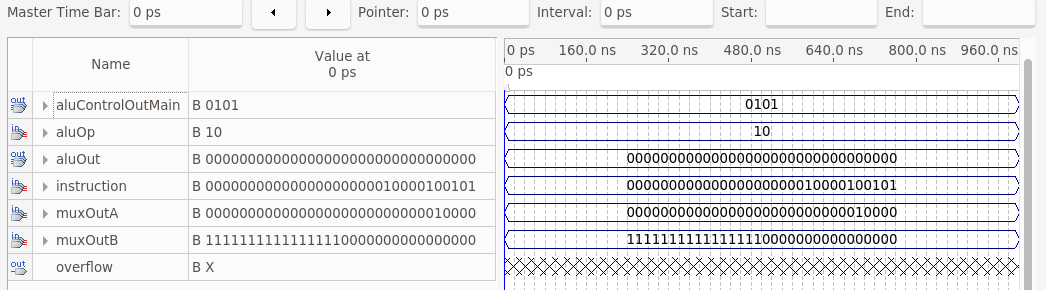 Master Time Bar: 0 ps Pointer: 0 ps Interval: 0 ps Start: End:
Name Value at 0 ps
0 ps 160.0 ns 320.0 ns 480.0 ns 640.0 ns 800.0 ns 960.0 ns
0 ps
out aluControlOutMain B 0101 0101
in aluOp B 10 10
out aluOut B 00000000000000000000000000000000 00000000000000000000000000000000
in instruction B 00000000000000000000010000100101 00000000000000000000010000100101
in muxOutA B 00000000000000000000000000010000 00000000000000000000000000010000
in muxOutB B 11111111111111110000000000000000 11111111111111110000000000000000
out overflow B X